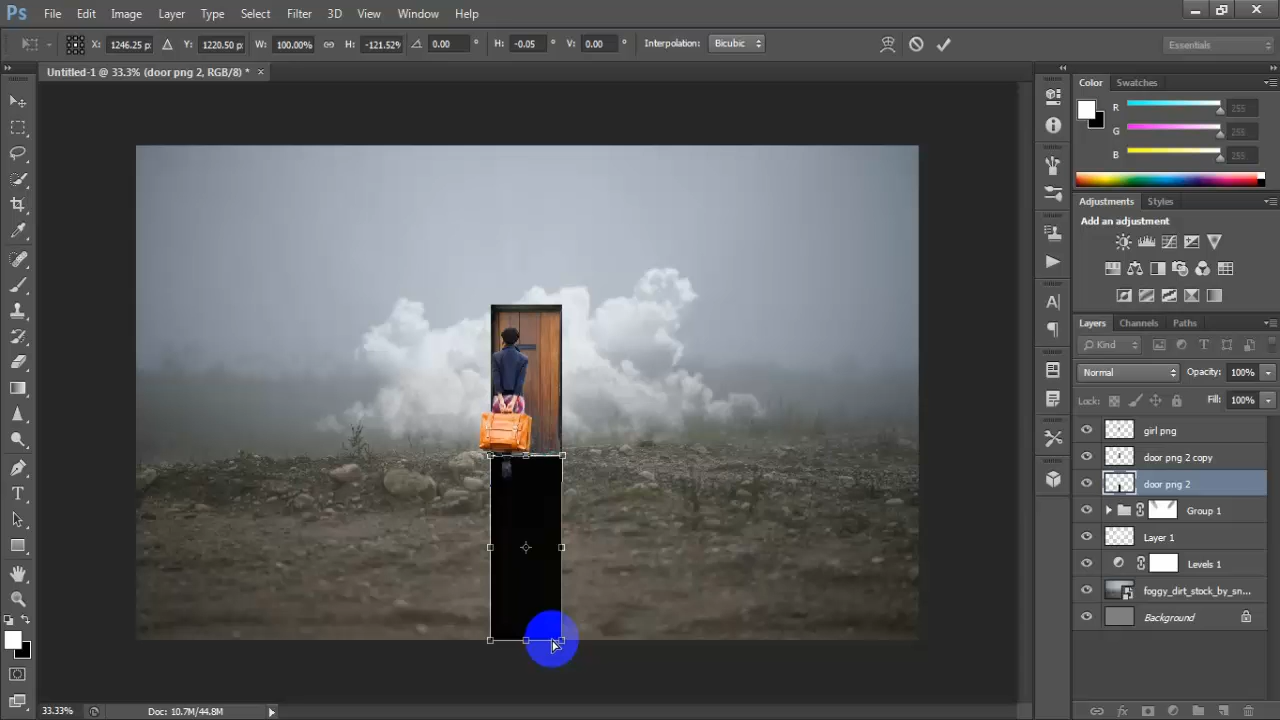 Ps File Edit Image Layer Type Select Filter 3D View Window Help
X: 1246.25 p: Y: 1220.50 p: W: 100.00% H: -121.52% 0.00 ° H: -0.05 ° V: 0.00 ° Interpolation: Bicubic Essentials
Untitled-1 @ 33.3% (door png 2, RGB/8) * ×
Color Swatches
R 255
G 255
B 255
Adjustments Styles
Add an adjustment
Layers Channels Paths
Kind
Normal Opacity: 100%
Lock: Fill: 100%
girl png
door png 2 copy
door png 2
Group 1
Layer 1
Levels 1
foggy_dirt_stock_by_sn...
Background
33.33% Doc: 10.7M/44.8M